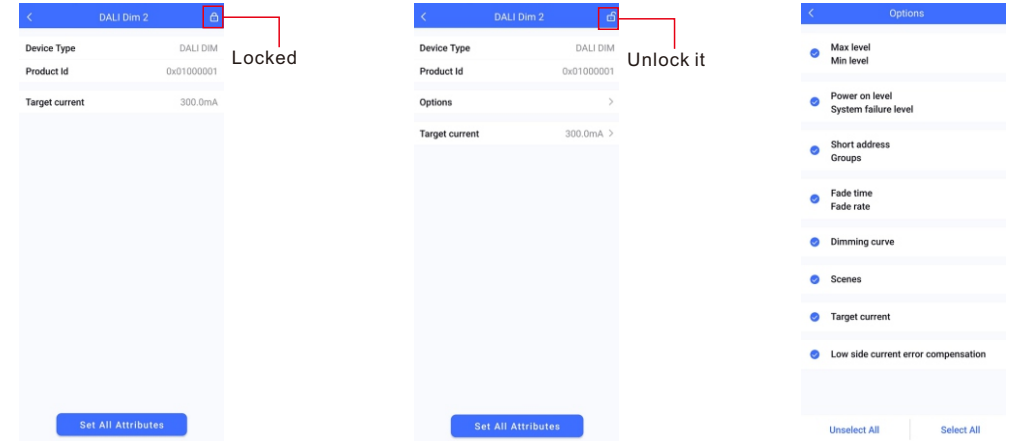 DALI Dim 2
Device Type DALI DIM
Product Id 0x01000001
Target current 300.0mA
Set All Attributes
Locked
DALI Dim 2
Device Type DALI DIM
Product Id 0x01000001
Options
Target current 300.0mA
Set All Attributes
Unlock it
Options
Max level
Min level
Power on level
System failure level
Short address
Groups
Fade time
Fade rate
Dimming curve
Scenes
Target current
Low side current error compensation
Unselect All Select All